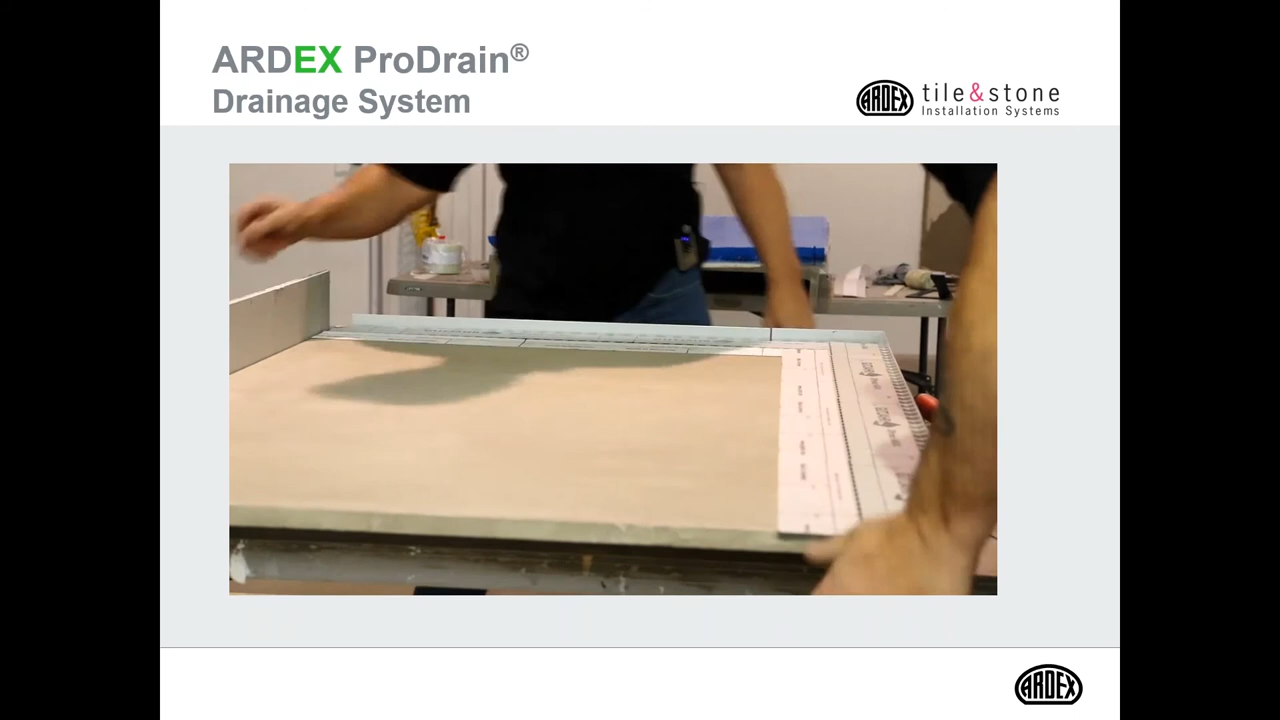 ARDEX ProDrain®
Drainage System
ARDEX
tile&stone
Installation Systems
ARDEX